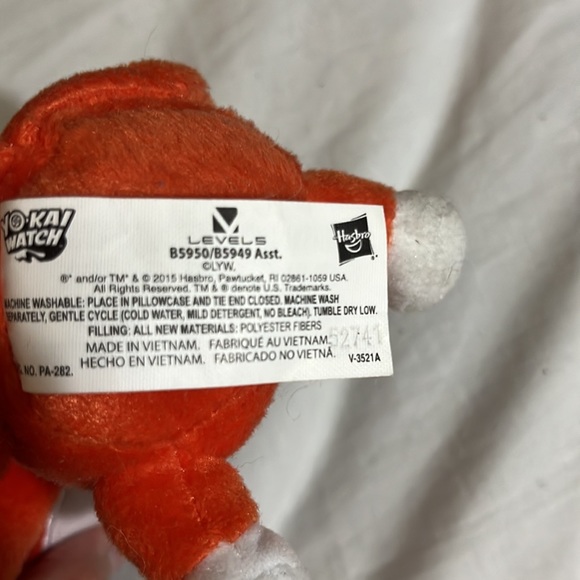 YO-KAI
WATCH
LEVEL5
B5950/B5949 Asst.
©LYW.
Hasbro
®* and/or TM* & © 2015 Hasbro, Pawtucket, RI 02861-1059 USA.
All Rights Reserved. TM & ® denote U.S. Trademarks.
MACHINE WASHABLE: PLACE IN PILLOWCASE AND TIE END CLOSED. MACHINE WASH
SEPARATELY, GENTLE CYCLE (COLD WATER, MILD DETERGENT, NO BLEACH). TUMBLE DRY LOW.
FILLING: ALL NEW MATERIALS: POLYESTER FIBERS
MADE IN VIETNAM. FABRIQUÉ AU VIETNAM. 52741
HECHO EN VIETNAM. FABRICADO NO VIETNÃ. V-3521A
NO. PA-282.